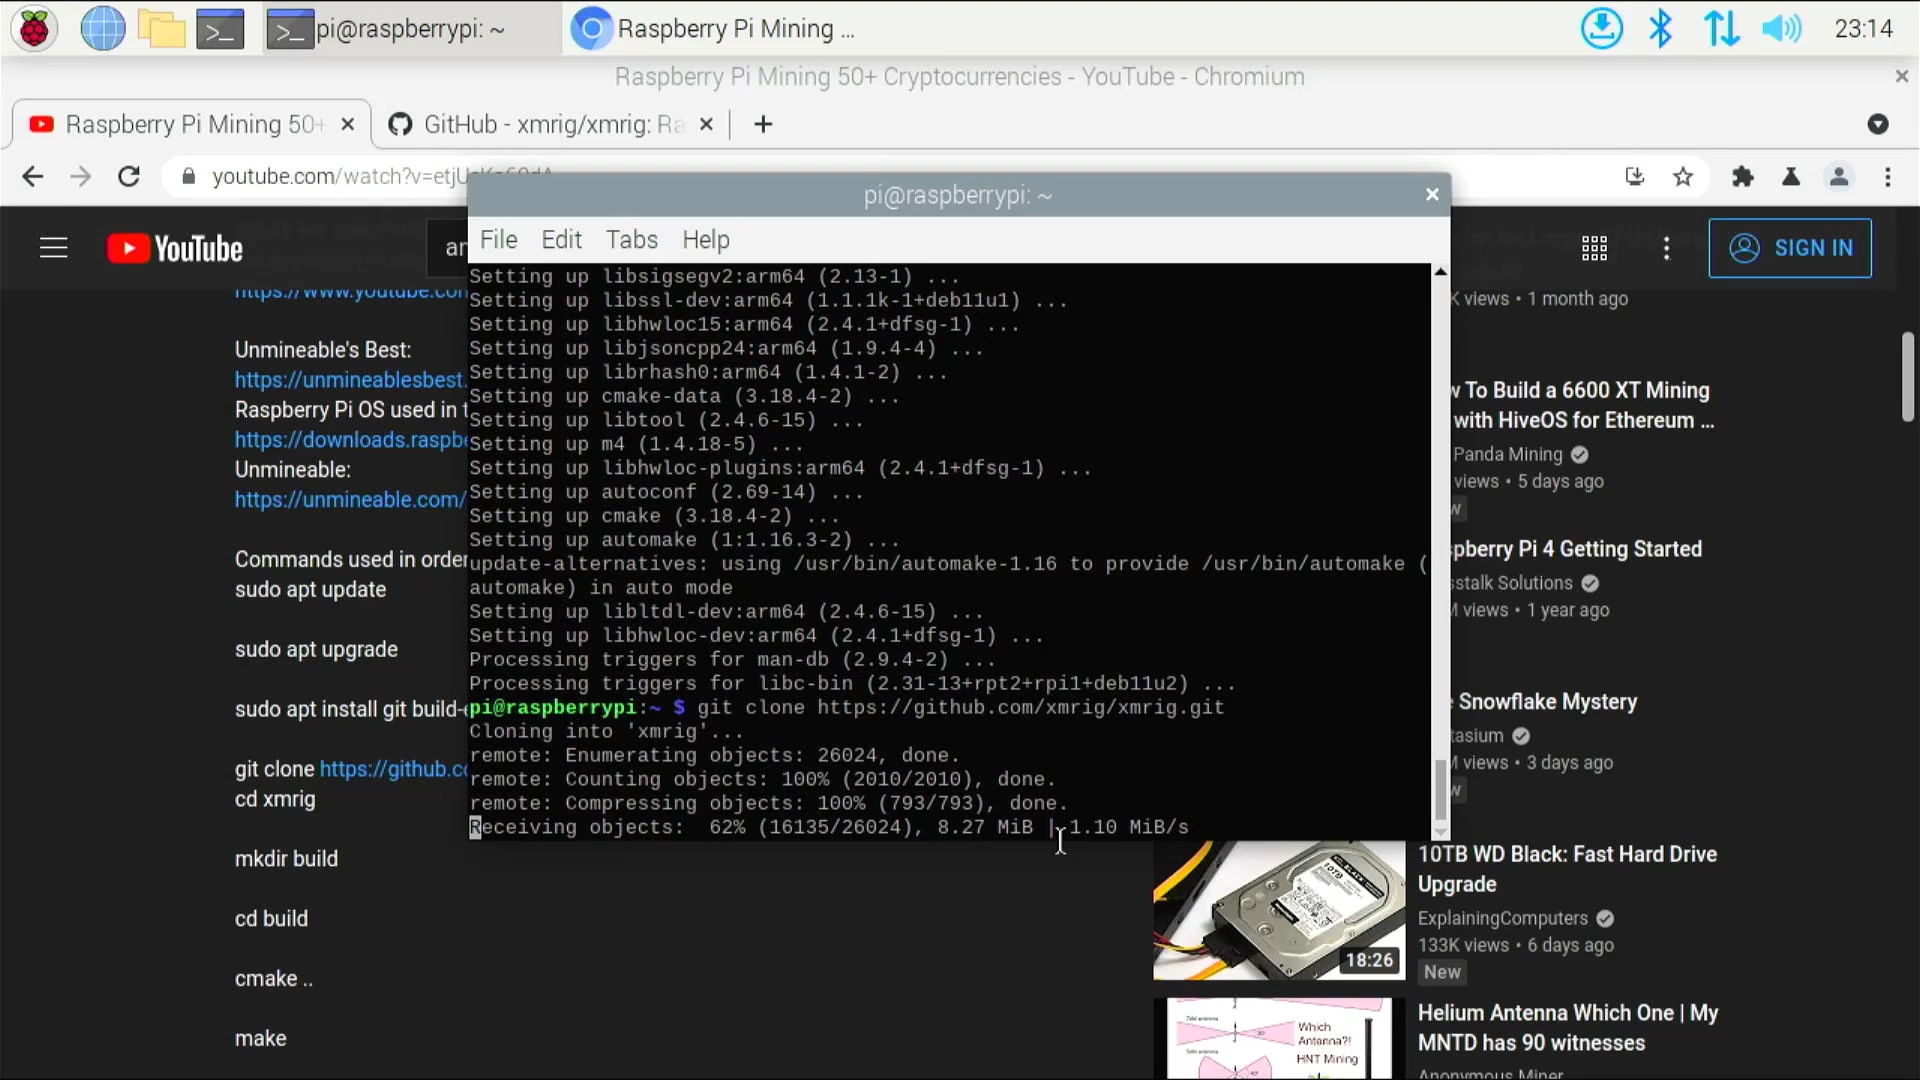 pi@raspberrypi: ~
Raspberry Pi Mining ...
23:14
Raspberry Pi Mining 50+ Cryptocurrencies - YouTube - Chromium
Raspberry Pi Mining 50+
GitHub - xmrig/xmrig: Ra
youtube.com/watch?v=etjU
YouTube
ar
SIGN IN
https://www.youtube.com
Unmineable's Best:
https://unmineablesbest.
Raspberry Pi OS used in t
https://downloads.raspbe
Unmineable:
https://unmineable.com/
Commands used in order
sudo apt update
sudo apt upgrade
sudo apt install git build-e
git clone https://github.co
cd xmrig
mkdir build
cd build
cmake ..
make
pi@raspberrypi: ~
File Edit Tabs Help
Setting up libsigsegv2:arm64 (2.13-1) ...
Setting up libssl-dev:arm64 (1.1.1k-1+deb11u1) ...
Setting up libhwloc15:arm64 (2.4.1+dfsg-1) ...
Setting up libjsoncpp24:arm64 (1.9.4-4) ...
Setting up librhash0:arm64 (1.4.1-2) ...
Setting up cmake-data (3.18.4-2) ...
Setting up libtool (2.4.6-15) ...
Setting up m4 (1.4.18-5) ...
Setting up libhwloc-plugins:arm64 (2.4.1+dfsg-1) ...
Setting up autoconf (2.69-14) ...
Setting up cmake (3.18.4-2) ...
Setting up automake (1:1.16.3-2) ...
update-alternatives: using /usr/bin/automake-1.16 to provide /usr/bin/automake (
automake) in auto mode
Setting up libltdl-dev:arm64 (2.4.6-15) ...
Setting up libhwloc-dev:arm64 (2.4.1+dfsg-1) ...
Processing triggers for man-db (2.9.4-2) ...
Processing triggers for libc-bin (2.31-13+rpt2+rpi1+deb11u2) ...
pi@raspberrypi:~ $ git clone https://github.com/xmrig/xmrig.git
Cloning into 'xmrig'...
remote: Enumerating objects: 26024, done.
remote: Counting objects: 100% (2010/2010), done.
remote: Compressing objects: 100% (793/793), done.
Receiving objects:  62% (16135/26024), 8.27 MiB | 1.10 MiB/s
K views • 1 month ago
w To Build a 6600 XT Mining
with HiveOS for Ethereum ...
Panda Mining
views • 5 days ago
w
spberry Pi 4 Getting Started
sstalk Solutions
M views • 1 year ago
e Snowflake Mystery
tasium
M views • 3 days ago
w
10TB
18:26
10TB WD Black: Fast Hard Drive
Upgrade
ExplainingComputers
133K views • 6 days ago
New
Which
Antenna?!
HNT Mining
Helium Antenna Which One | My
MNTD has 90 witnesses
Anonymous Miner